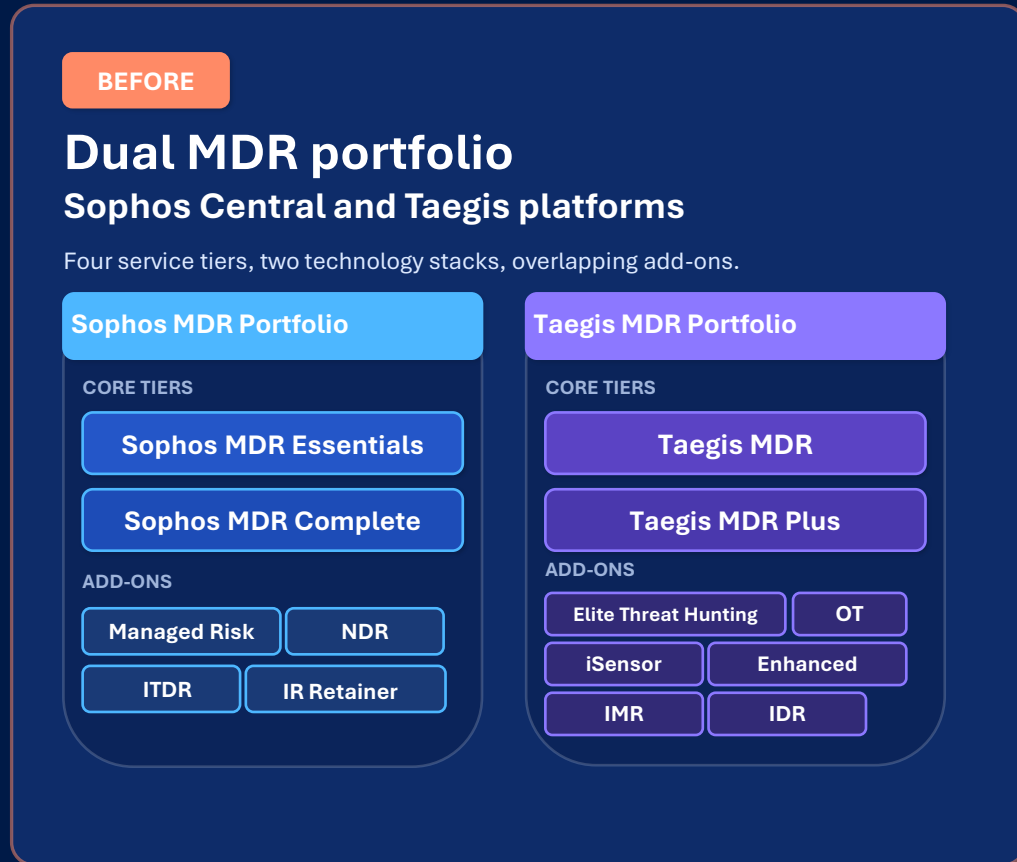 BEFORE
Dual MDR portfolio
Sophos Central and Taegis platforms
Four service tiers, two technology stacks, overlapping add-ons.
Sophos MDR Portfolio
CORE TIERS
Sophos MDR Essentials
Sophos MDR Complete
ADD-ONS
Managed Risk
NDR
ITDR
IR Retainer
Taegis MDR Portfolio
CORE TIERS
Taegis MDR
Taegis MDR Plus
ADD-ONS
Elite Threat Hunting
OT
iSensor
Enhanced
IMR
IDR